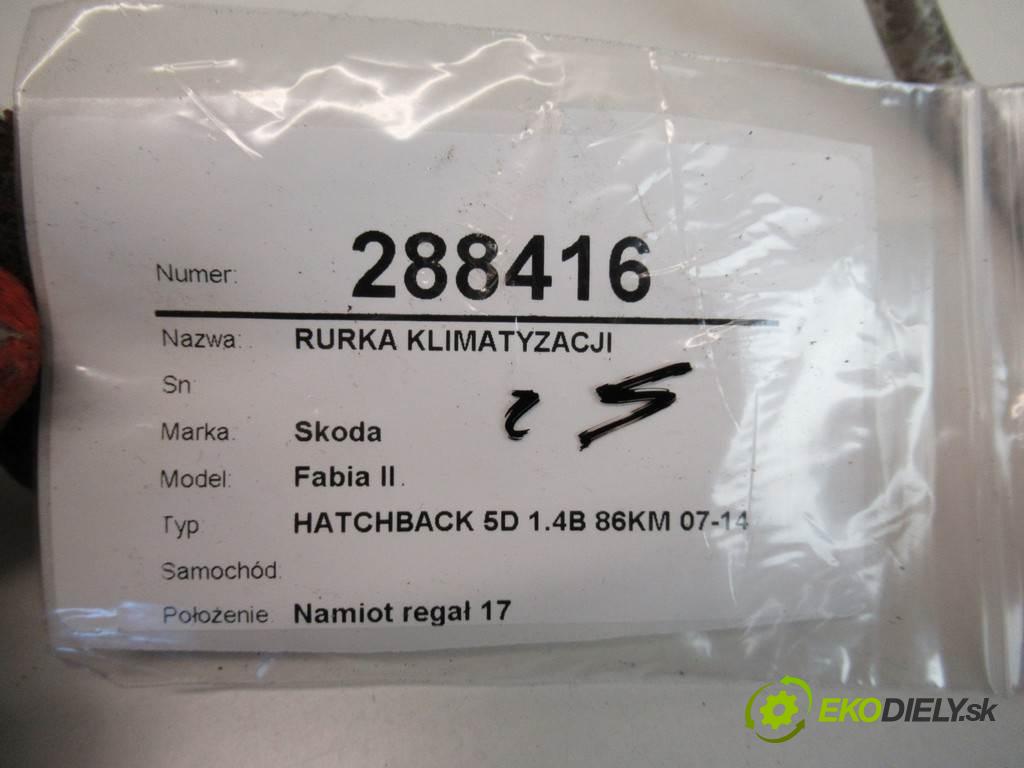 Numer: 288416
Nazwa: RURKA KLIMATYZACJI
Sn
Marka: Skoda
Model: Fabia II
Typ HATCHBACK 5D 1.4B 86KM 07-14
Samochód:
Położenie Namiot regał 17
EKODIELY.sk